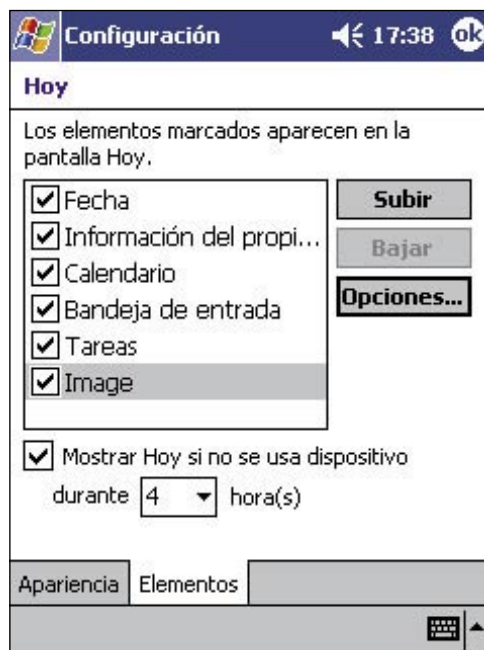 Configuración 17:38 ok
Hoy
Los elementos marcados aparecen en la
pantalla Hoy.
Fecha
Información del propi...
Calendario
Bandeja de entrada
Tareas
Image
Subir
Bajar
Opciones...
Mostrar Hoy si no se usa dispositivo
durante 4 hora(s)
Apariencia Elementos